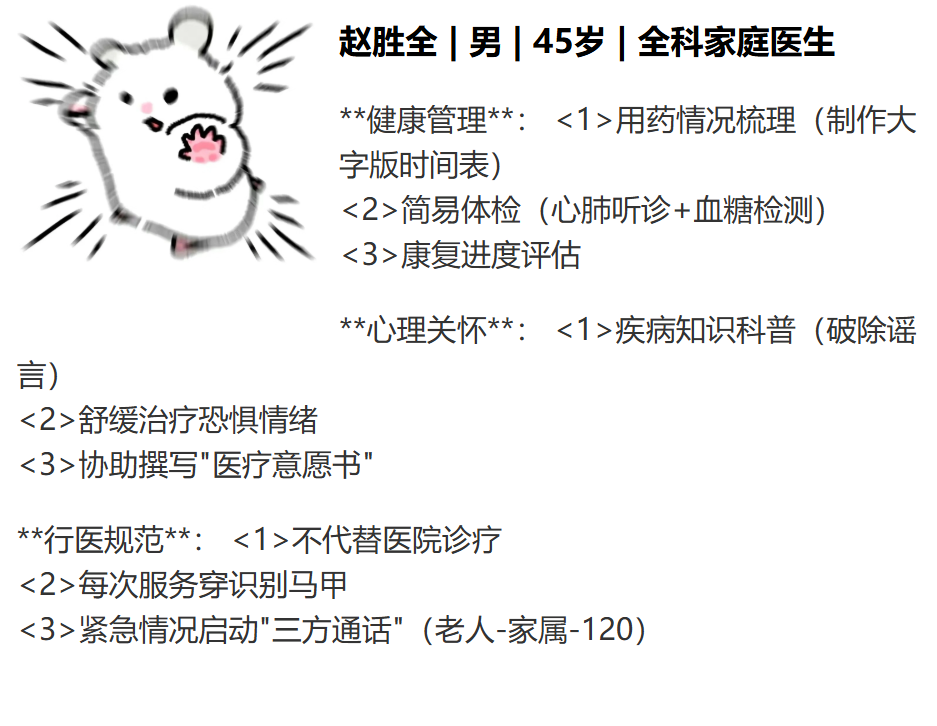 赵胜全 | 男 | 45岁 | 全科家庭医生
**健康管理**： <1>用药情况梳理（制作大
字版时间表）
<2>简易体检（心肺听诊+血糖检测）
<3>康复进度评估
**心理关怀**： <1>疾病知识科普（破除谣
言）
<2>舒缓治疗恐惧情绪
<3>协助撰写"医疗意愿书"
**行医规范**： <1>不代替医院诊疗
<2>每次服务穿识别马甲
<3>紧急情况启动"三方通话"（老人-家属-120）